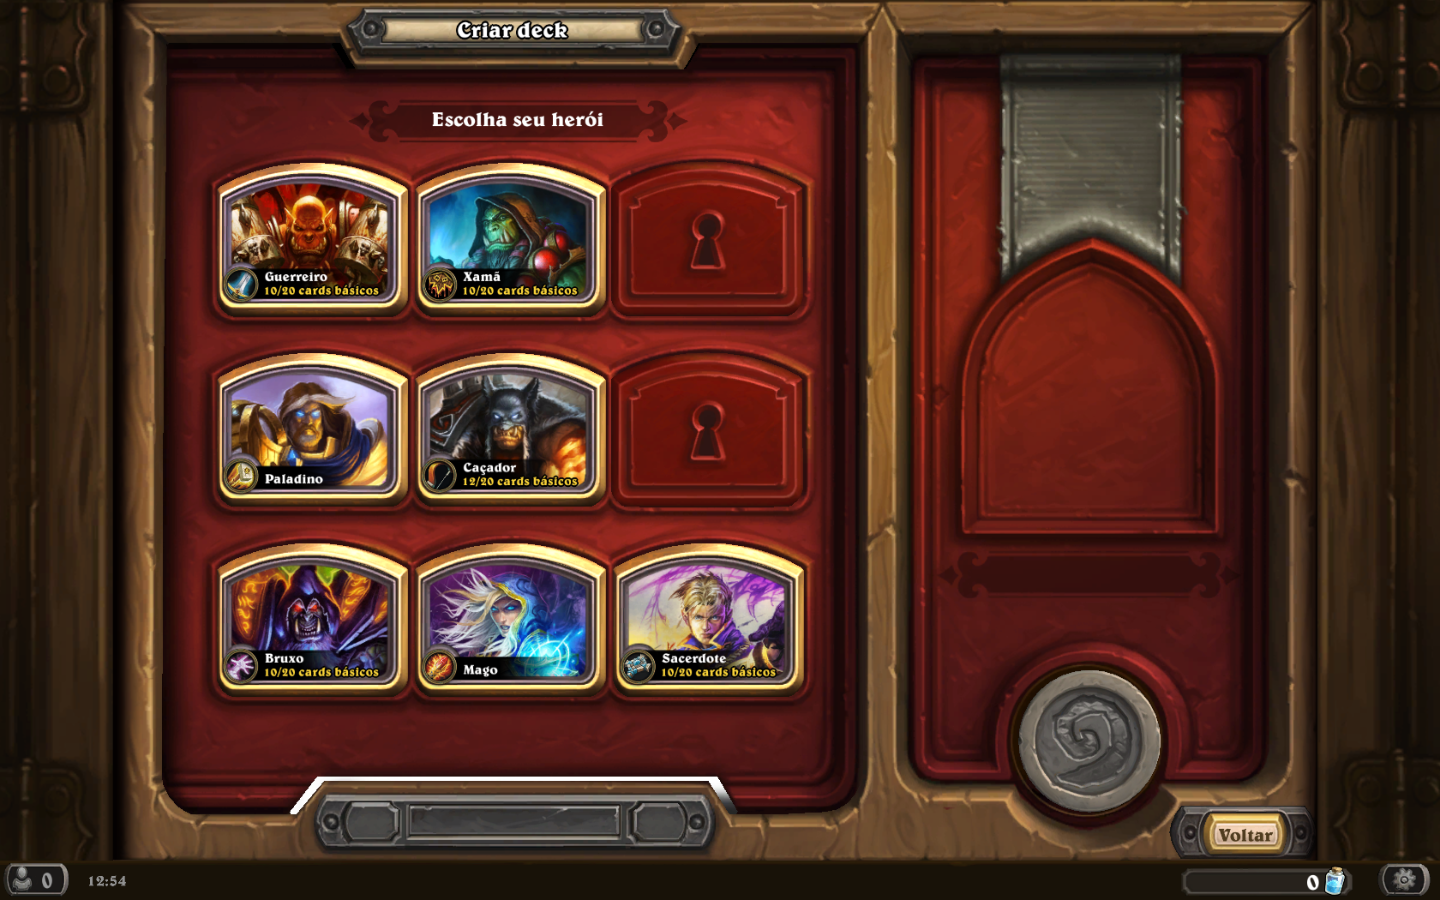 Criar deck
Escolha seu herói
Guerreiro
10/20 cards básicos
Xamã
10/20 cards básicos
Paladino
Caçador
12/20 cards básicos
Bruxo
10/20 cards básicos
Mago
Sacerdote
10/20 cards básicos
Voltar
0
12:54
0